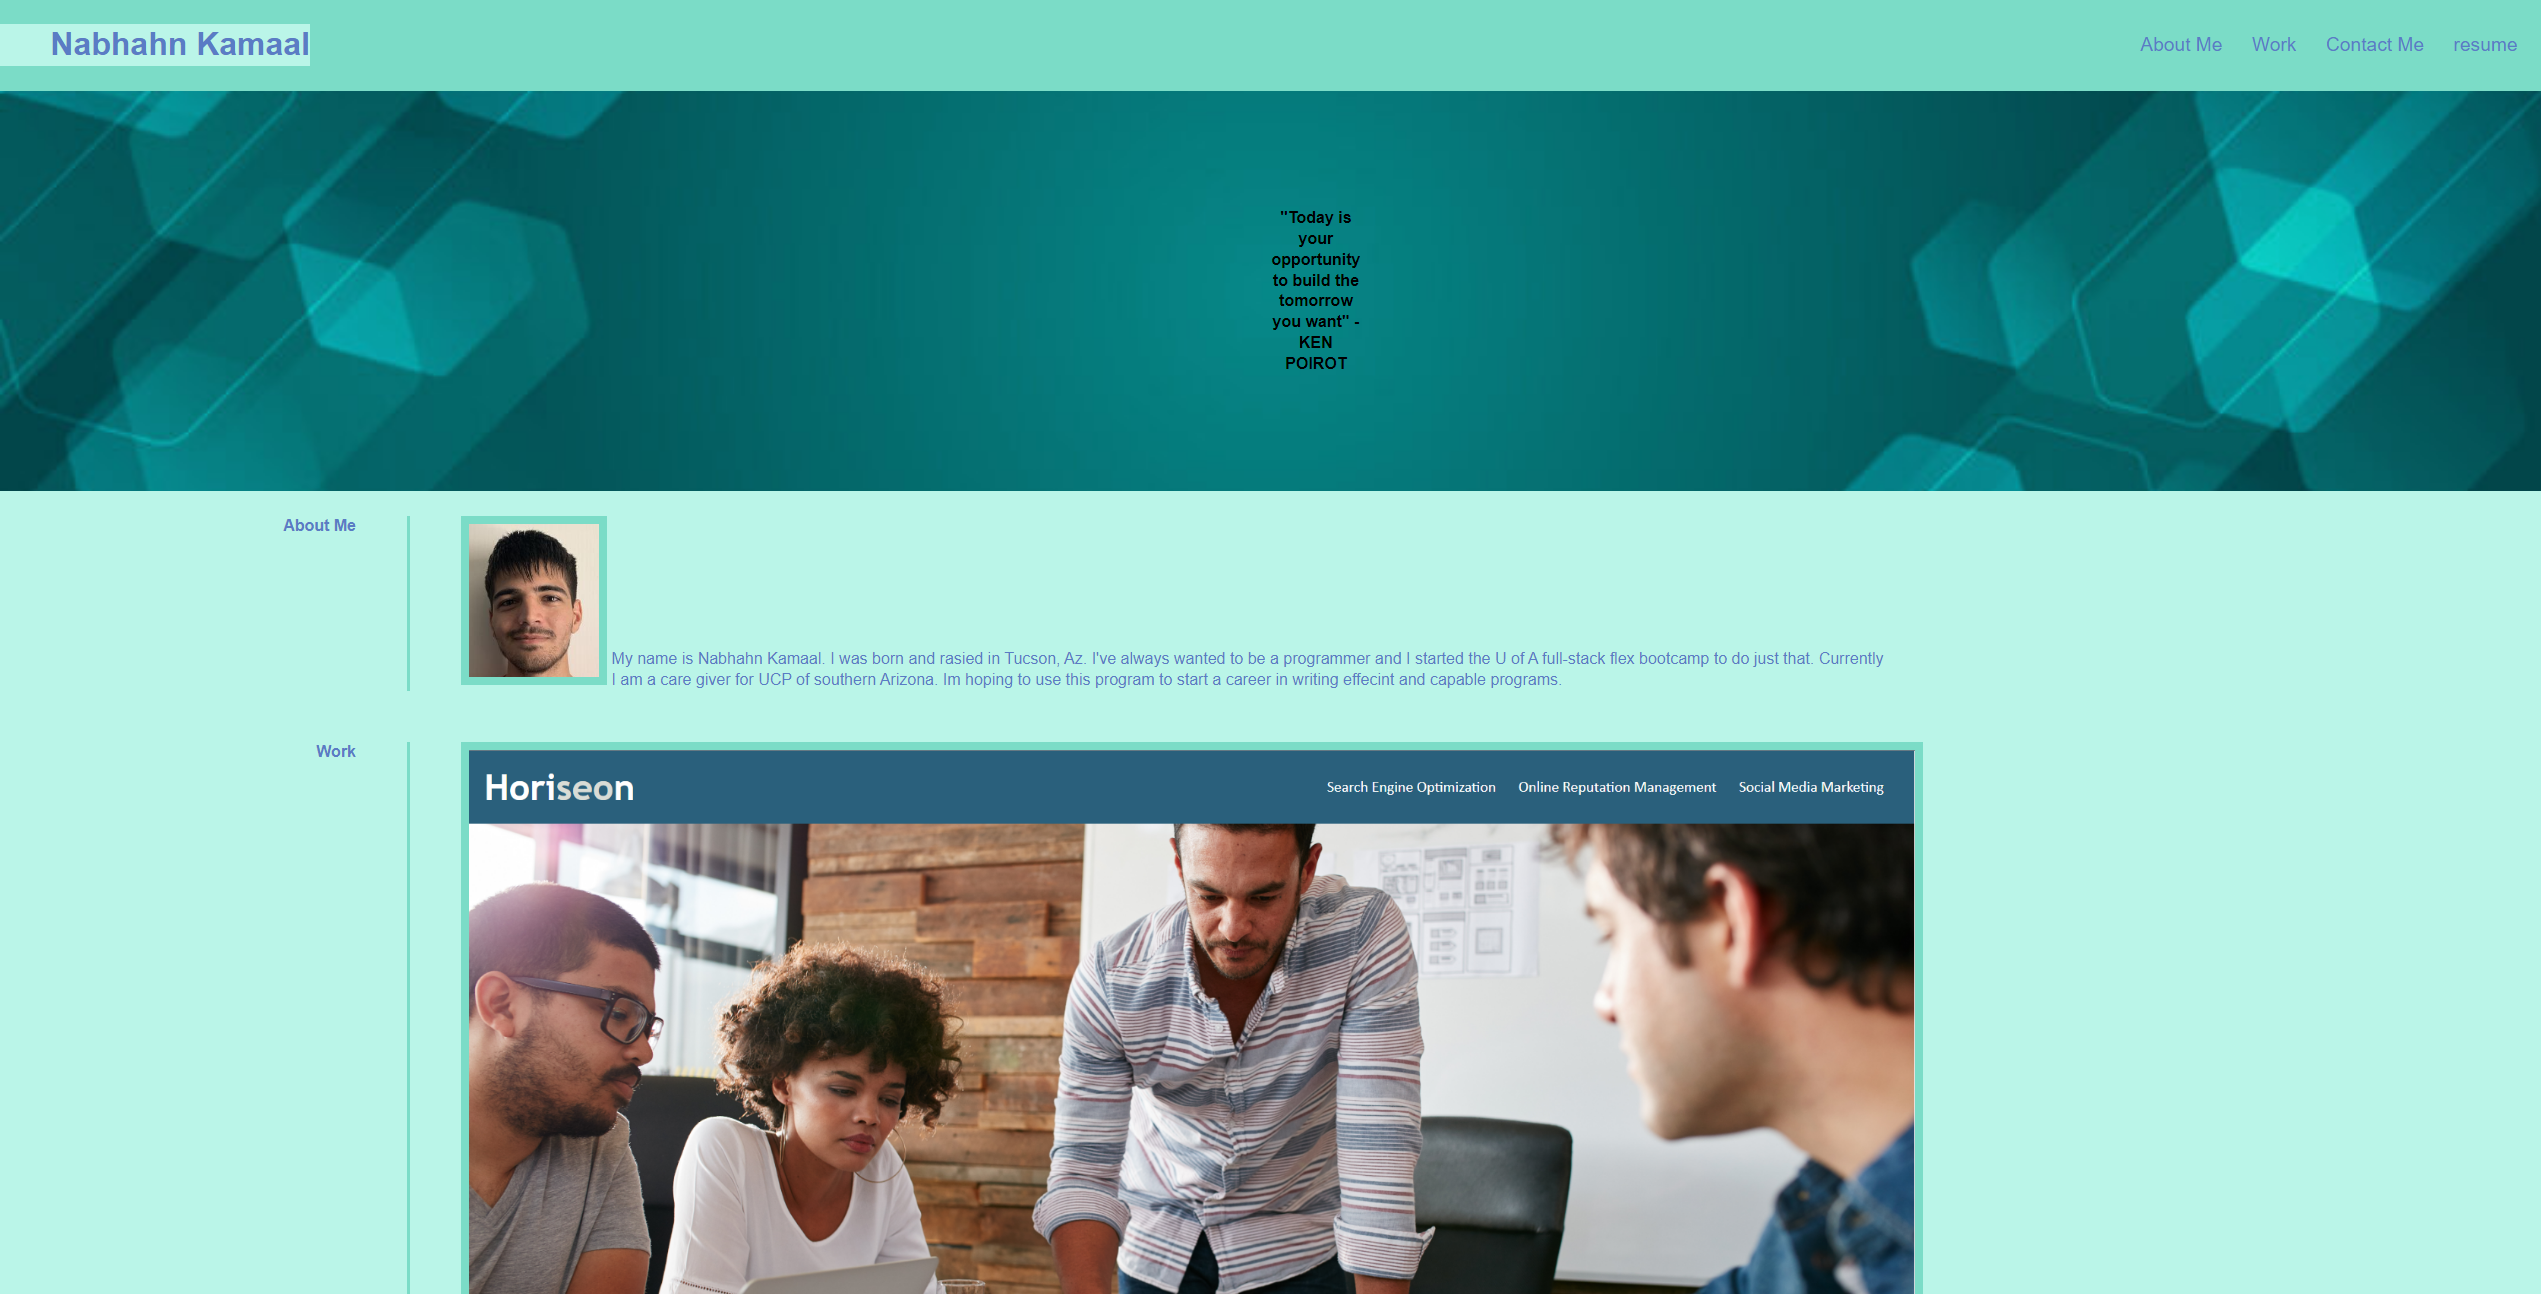 Nabhahn Kamaal
About Me Work Contact Me resume
"Today is
your
opportunity
to build the
tomorrow
you want" -
KEN
POIROT
About Me
My name is Nabhahn Kamaal. I was born and rasied in Tucson, Az. I've always wanted to be a programmer and I started the U of A full-stack flex bootcamp to do just that. Currently
I am a care giver for UCP of southern Arizona. Im hoping to use this program to start a career in writing effecint and capable programs.
Work
Horiseon
Search Engine Optimization Online Reputation Management Social Media Marketing